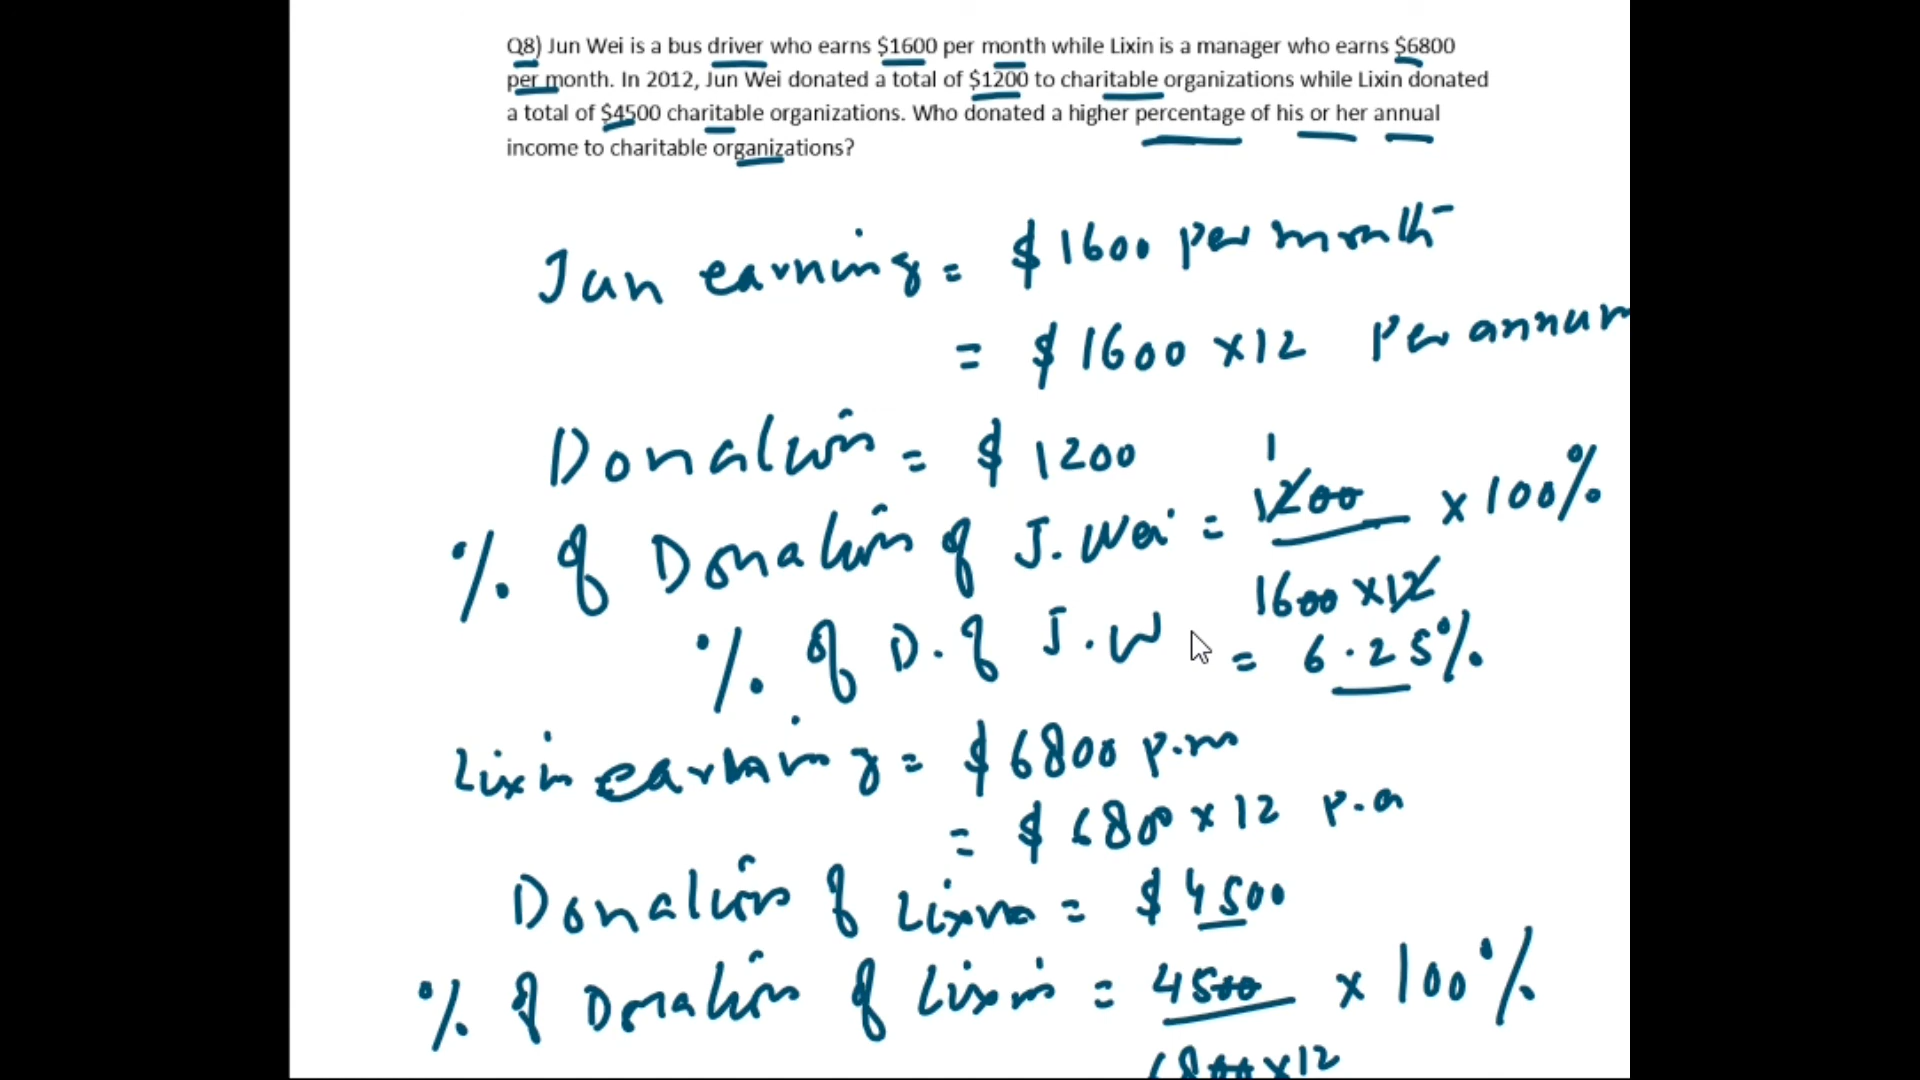 Q8) Jun Wei is a bus driver who earns $1600 per month while Lixin is a manager who earns $6800
per month. In 2012, Jun Wei donated a total of $1200 to charitable organizations while Lixin donated
a total of $4500 charitable organizations. Who donated a higher percentage of his or her annual
income to charitable organizations?
Jun earning = $1600 per month
= $1600 x12 per annum
Donation = $1200
% of Donation of J.Wei = 1200 1 x 100%
1600 x12
% of D. of J.W = 6.25%
Lixin earning = $6800 p.m
= $6800 x 12 p.a
Donation of Lixin = $4500
% of Donation of Lixin = 4500 x 100%
6800 x12